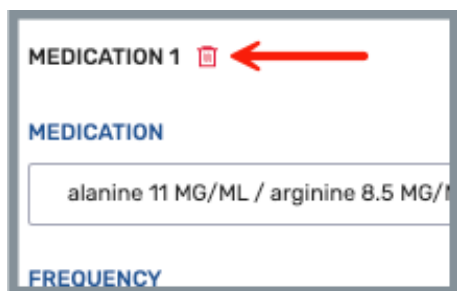 MEDICATION 1
MEDICATION
alanine 11 MG/ML / arginine 8.5 MG/
FREQUENCY